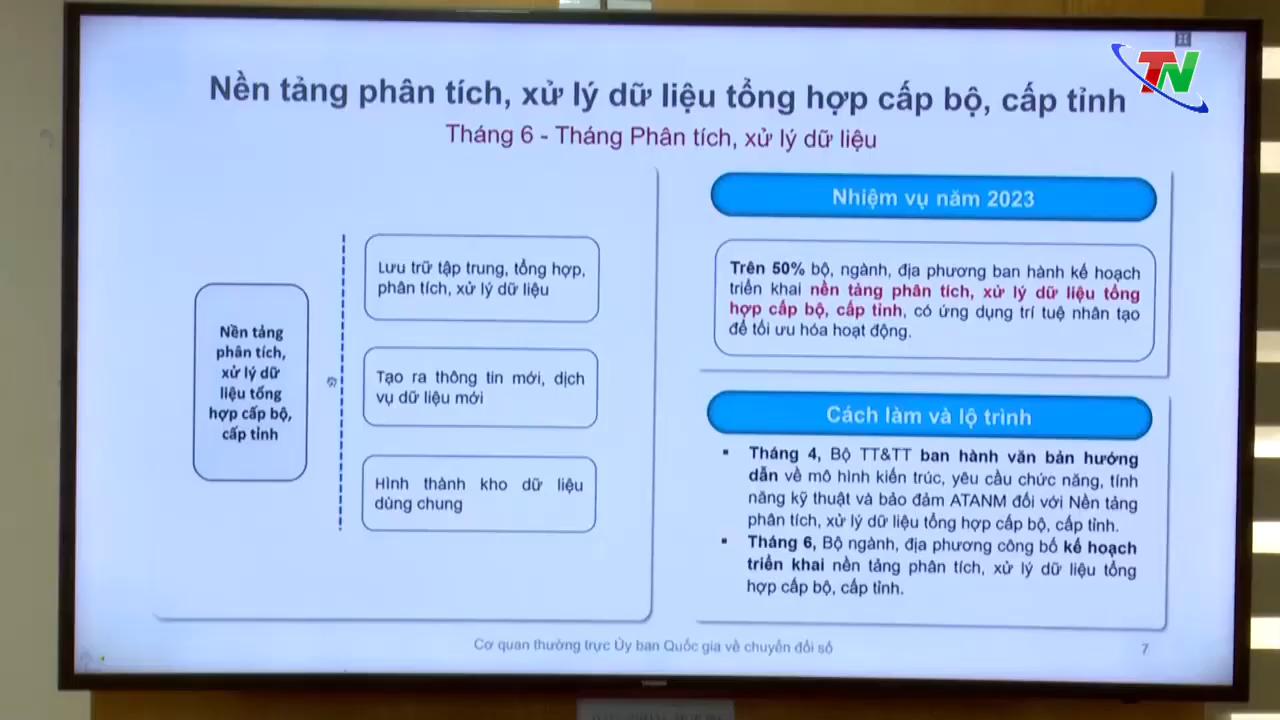 TN
Nền tảng phân tích, xử lý dữ liệu tổng hợp cấp bộ, cấp tỉnh
Tháng 6 - Tháng Phân tích, xử lý dữ liệu
Nền tảng
phân tích,
xử lý dữ
liệu tổng
hợp cấp bộ,
cấp tỉnh
Lưu trữ tập trung, tổng hợp,
phân tích, xử lý dữ liệu
Tạo ra thông tin mới, dịch
vụ dữ liệu mới
Hình thành kho dữ liệu
dùng chung
Nhiệm vụ năm 2023
Trên 50% bộ, ngành, địa phương ban hành kế hoạch
triển khai nền tảng phân tích, xử lý dữ liệu tổng
hợp cấp bộ, cấp tỉnh, có ứng dụng trí tuệ nhân tạo
để tối ưu hóa hoạt động.
Cách làm và lộ trình
▪ Tháng 4, Bộ TT&TT ban hành văn bản hướng
dẫn về mô hình kiến trúc, yêu cầu chức năng, tính
năng kỹ thuật và bảo đảm ATANM đối với Nền tảng
phân tích, xử lý dữ liệu tổng hợp cấp bộ, cấp tỉnh.
▪ Tháng 6, Bộ ngành, địa phương công bố kế hoạch
triển khai nền tảng phân tích, xử lý dữ liệu tổng
hợp cấp bộ, cấp tỉnh.
Cơ quan thường trực Ủy ban Quốc gia về chuyển đổi số
7